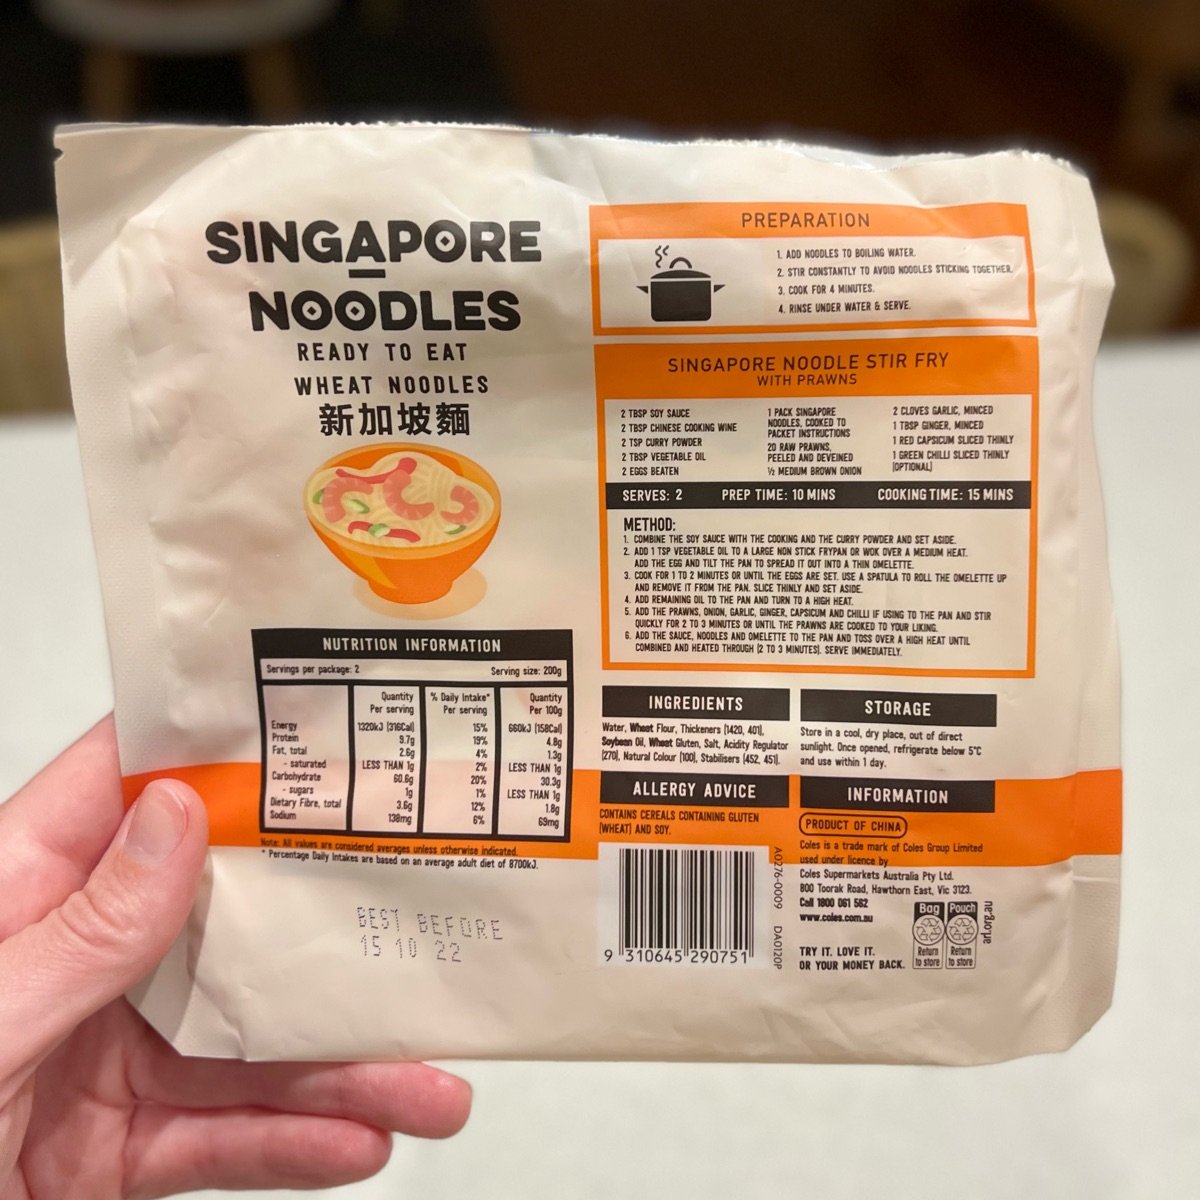 SINGAPORE
NOODLES
READY TO EAT
WHEAT NOODLES
新加坡麵
NUTRITION INFORMATION
Servings per package: 2 Serving size: 200g
Quantity Per serving % Daily Intake* Per serving Quantity Per 100g
Energy 1320kJ (316Cal) 15% 660kJ (158Cal)
Protein 9.7g 19% 4.8g
Fat, total 2.6g 4% 1.3g
- saturated LESS THAN 1g 2% LESS THAN 1g
Carbohydrate 60.6g 20% 30.3g
- sugars 1g 1% LESS THAN 1g
Dietary Fibre, total 3.6g 12% 1.8g
Sodium 138mg 6% 69mg
Note: All values are considered averages unless otherwise indicated.
* Percentage Daily Intakes are based on an average adult diet of 8700kJ.
BEST BEFORE
15 10 22
PREPARATION
1. ADD NOODLES TO BOILING WATER.
2. STIR CONSTANTLY TO AVOID NOODLES STICKING TOGETHER.
3. COOK FOR 4 MINUTES.
4. RINSE UNDER WATER & SERVE.
SINGAPORE NOODLE STIR FRY
WITH PRAWNS
2 TBSP SOY SAUCE
2 TBSP CHINESE COOKING WINE
2 TSP CURRY POWDER
2 TBSP VEGETABLE OIL
2 EGGS BEATEN
1 PACK SINGAPORE
NOODLES, COOKED TO
PACKET INSTRUCTIONS
20 RAW PRAWNS,
PEELED AND DEVEINED
½ MEDIUM BROWN ONION
2 CLOVES GARLIC, MINCED
1 TBSP GINGER, MINCED
1 RED CAPSICUM SLICED THINLY
1 GREEN CHILLI SLICED THINLY
(OPTIONAL)
SERVES: 2 PREP TIME: 10 MINS COOKING TIME: 15 MINS
METHOD:
1. COMBINE THE SOY SAUCE WITH THE COOKING AND THE CURRY POWDER AND SET ASIDE.
2. ADD 1 TSP VEGETABLE OIL TO A LARGE NON STICK FRYPAN OR WOK OVER A MEDIUM HEAT.
ADD THE EGG AND TILT THE PAN TO SPREAD IT OUT INTO A THIN OMELETTE.
3. COOK FOR 1 TO 2 MINUTES OR UNTIL THE EGGS ARE SET. USE A SPATULA TO ROLL THE OMELETTE UP
AND REMOVE IT FROM THE PAN. SLICE THINLY AND SET ASIDE.
4. ADD REMAINING OIL TO THE PAN AND TURN TO A HIGH HEAT.
5. ADD THE PRAWNS, ONION, GARLIC, GINGER, CAPSICUM AND CHILLI IF USING TO THE PAN AND STIR
QUICKLY FOR 2 TO 3 MINUTES OR UNTIL THE PRAWNS ARE COOKED TO YOUR LIKING.
6. ADD THE SAUCE, NOODLES AND OMELETTE TO THE PAN AND TOSS OVER A HIGH HEAT UNTIL
COMBINED AND HEATED THROUGH (2 TO 3 MINUTES). SERVE IMMEDIATELY.
INGREDIENTS
Water, Wheat Flour, Thickeners (1420, 401),
Soybean Oil, Wheat Gluten, Salt, Acidity Regulator
(270), Natural Colour (100), Stabilisers (452, 451).
ALLERGY ADVICE
CONTAINS CEREALS CONTAINING GLUTEN
(WHEAT) AND SOY.
9 310645 290751
A0276-0009 DA0120P
STORAGE
Store in a cool, dry place, out of direct
sunlight. Once opened, refrigerate below 5°C
and use within 1 day.
INFORMATION
PRODUCT OF CHINA
Coles is a trade mark of Coles Group Limited
used under licence by
Coles Supermarkets Australia Pty Ltd.
800 Toorak Road, Hawthorn East, Vic 3123.
Call 1800 061 562
www.coles.com.au
TRY IT. LOVE IT.
OR YOUR MONEY BACK.
Bag Pouch
Return to store Return to store
arl.org.au